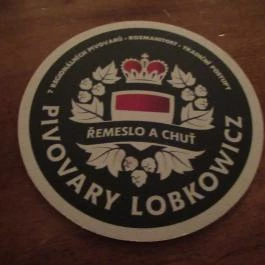 7 REGIONÁLNÍCH PIVOVARŮ · ROZMANITOST · TRADIČNÍ POSTUPY
ŘEMESLO A CHUŤ
PIVOVARY LOBKOWICZ